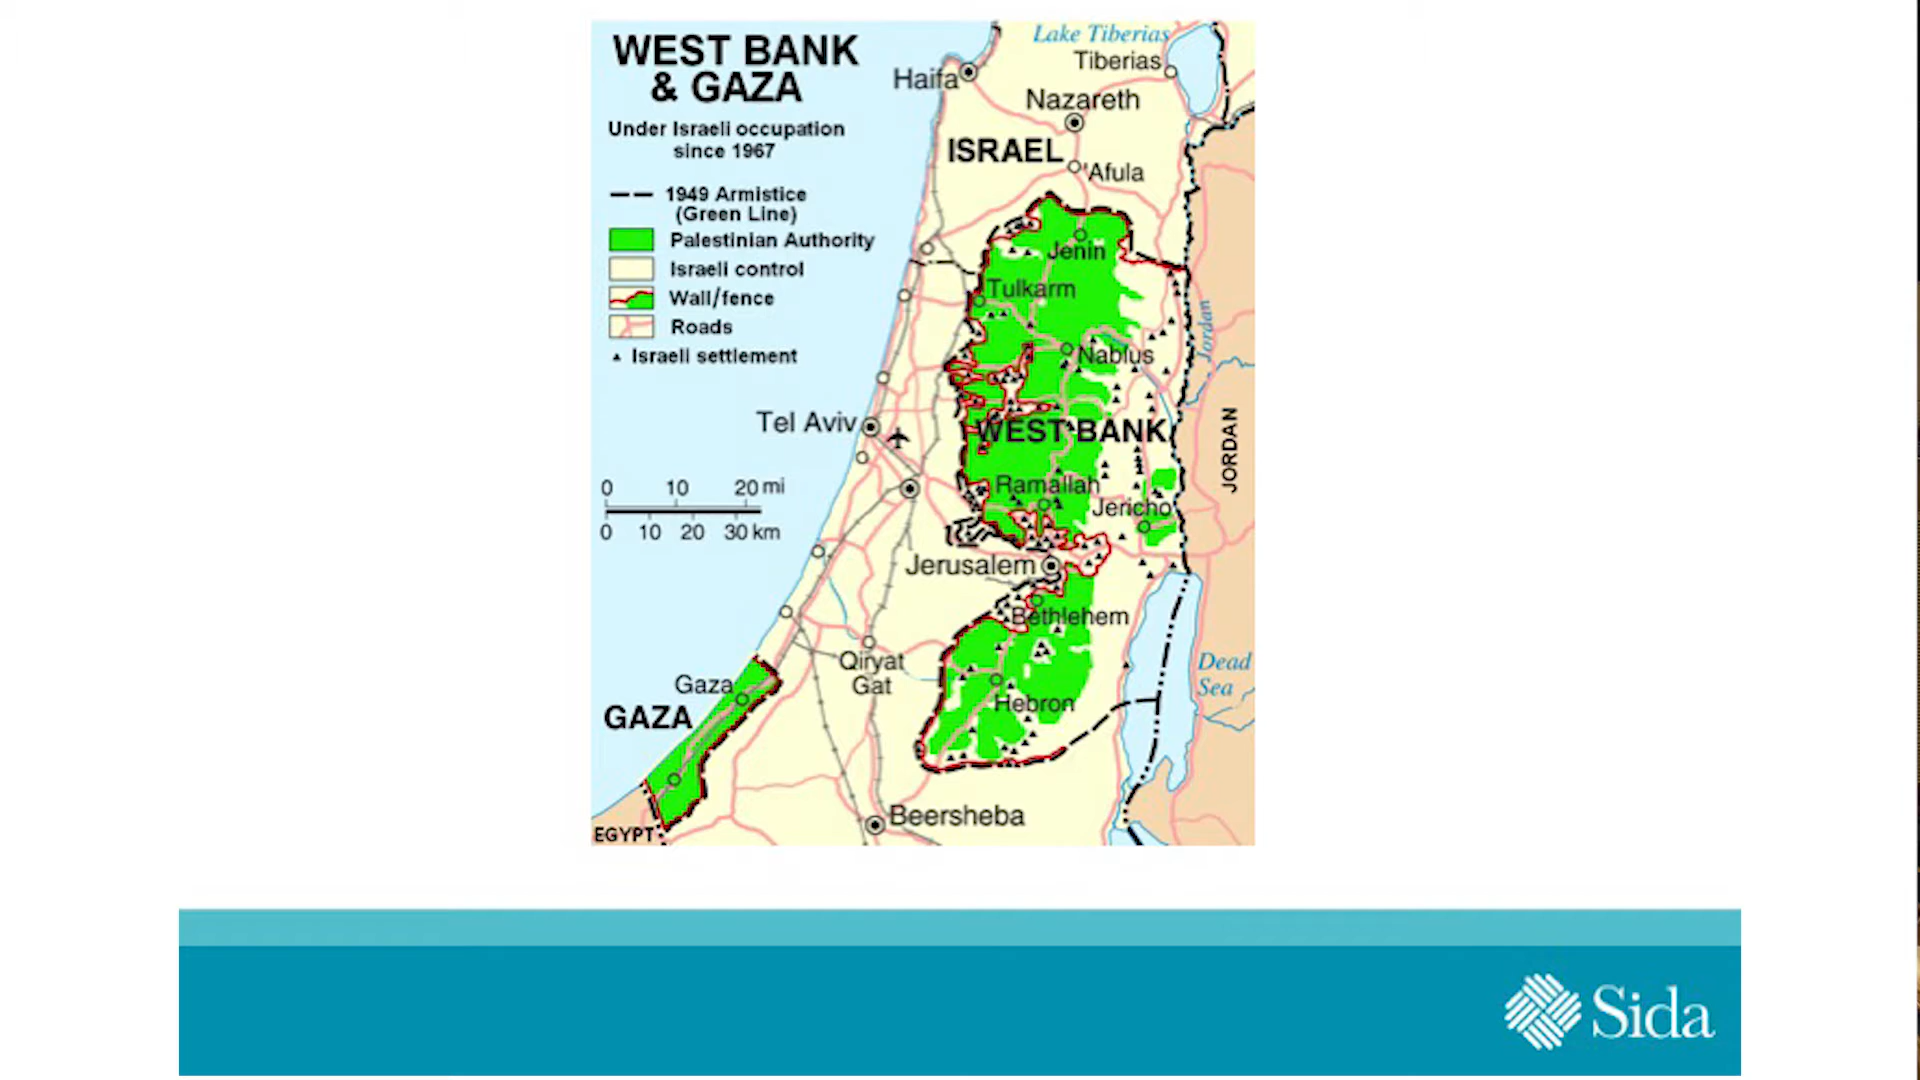 WEST BANK
& GAZA
Under Israeli occupation
since 1967
1949 Armistice
(Green Line)
Palestinian Authority
Israeli control
Wall/fence
Roads
Israeli settlement
Lake Tiberias
Tiberias
Haifa
Nazareth
ISRAEL
'Afula
Jenin
Tulkarm
Jordan
Nablus
Tel Aviv
WEST BANK
JORDAN
0 10 20 mi
0 10 20 30 km
Ramallah
Jericho
Jerusalem
Bethlehem
Qiryat
Gat
Dead
Sea
Gaza
GAZA
Hebron
Beersheba
EGYPT
Sida